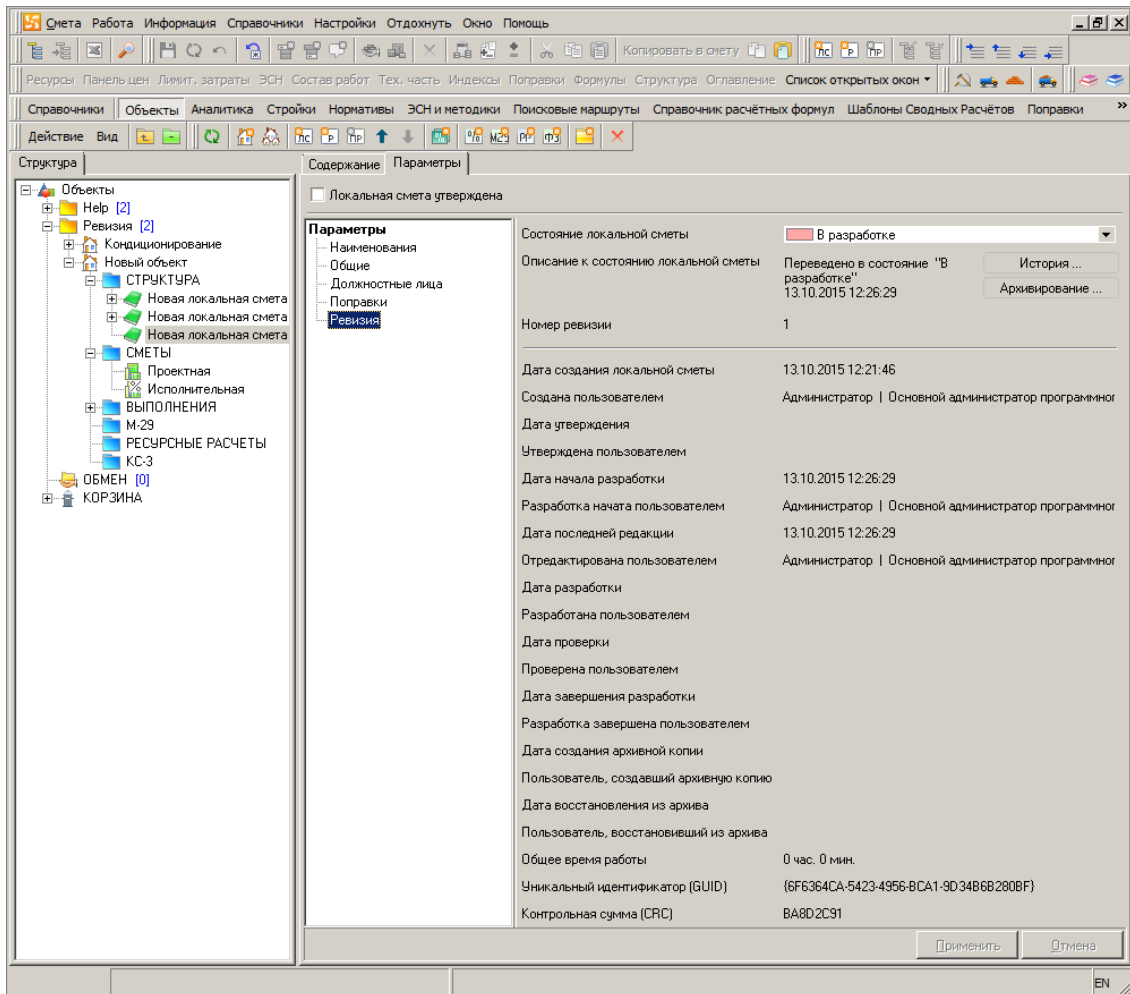 Смета Работа Информация Справочники Настройки Отдохнуть Окно Помощь
Копировать в смету ЛС Р ЛР
Ресурсы Панель цен Лимит. затраты ЭСН Состав работ Тех. часть Индексы Поправки Формулы Структура Оглавление Список открытых окон
Справочники Объекты Аналитика Стройки Нормативы ЭСН и методики Поисковые маршруты Справочник расчётных формул Шаблоны Сводных Расчётов Поправки »
Действие Вид ЛС Р ЛР % М29 РР Ф3
Структура
Содержание Параметры
Объекты
Help [2]
Ревизия [2]
Кондиционирование
Новый объект
СТРУКТУРА
Новая локальная смета
Новая локальная смета
Новая локальная смета
СМЕТЫ
Проектная
Исполнительная
ВЫПОЛНЕНИЯ
М-29
РЕСУРСНЫЕ РАСЧЕТЫ
КС-3
ОБМЕН [0]
КОРЗИНА
Локальная смета утверждена
Параметры
Наименования
Общие
Должностные лица
Поправки
Ревизия
Состояние локальной сметы В разработке
Описание к состоянию локальной сметы Переведено в состояние "В
разработке"
13.10.2015 12:26:29
История ...
Архивирование ...
Номер ревизии 1
Дата создания локальной сметы 13.10.2015 12:21:46
Создана пользователем Администратор | Основной администратор программног
Дата утверждения
Утверждена пользователем
Дата начала разработки 13.10.2015 12:26:29
Разработка начата пользователем Администратор | Основной администратор программног
Дата последней редакции 13.10.2015 12:26:29
Отредактирована пользователем Администратор | Основной администратор программног
Дата разработки
Разработана пользователем
Дата проверки
Проверена пользователем
Дата завершения разработки
Разработка завершена пользователем
Дата создания архивной копии
Пользователь, создавший архивную копию
Дата восстановления из архива
Пользователь, восстановивший из архива
Общее время работы 0 час. 0 мин.
Уникальный идентификатор (GUID) {6F6364CA-5423-4956-BCA1-9D34B6B280BF}
Контрольная сумма (CRC) BA8D2C91
Применить Отмена
EN